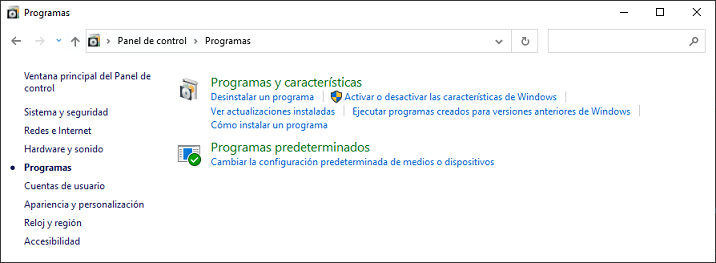 Programas
Panel de control
Programas
Ventana principal del Panel de
control
Sistema y seguridad
Redes e Internet
Hardware y sonido
Programas
Cuentas de usuario
Apariencia y personalización
Reloj y región
Accesibilidad
Programas y características
Desinstalar un programa
Activar o desactivar las características de Windows
Ver actualizaciones instaladas
Ejecutar programas creados para versiones anteriores de Windows
Cómo instalar un programa
Programas predeterminados
Cambiar la configuración predeterminada de medios o dispositivos